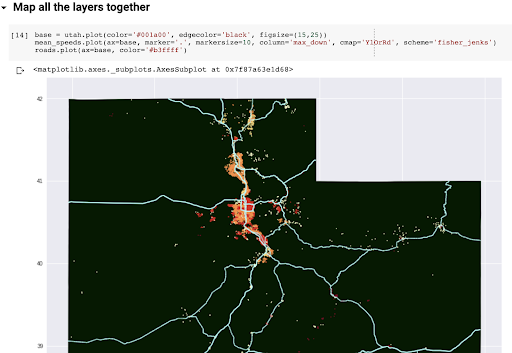 Map all the layers together
[14] base = utah.plot(color='#001a00', edgecolor='black', figsize=(15,25))
mean_speeds.plot(ax=base, marker='.', markersize=10, column='max_down', cmap='YlOrRd', scheme='fisher_jenks')
roads.plot(ax=base, color='#b3ffff')
<matplotlib.axes._subplots.AxesSubplot at 0x7f87a63e1d68>
42
41
40
39